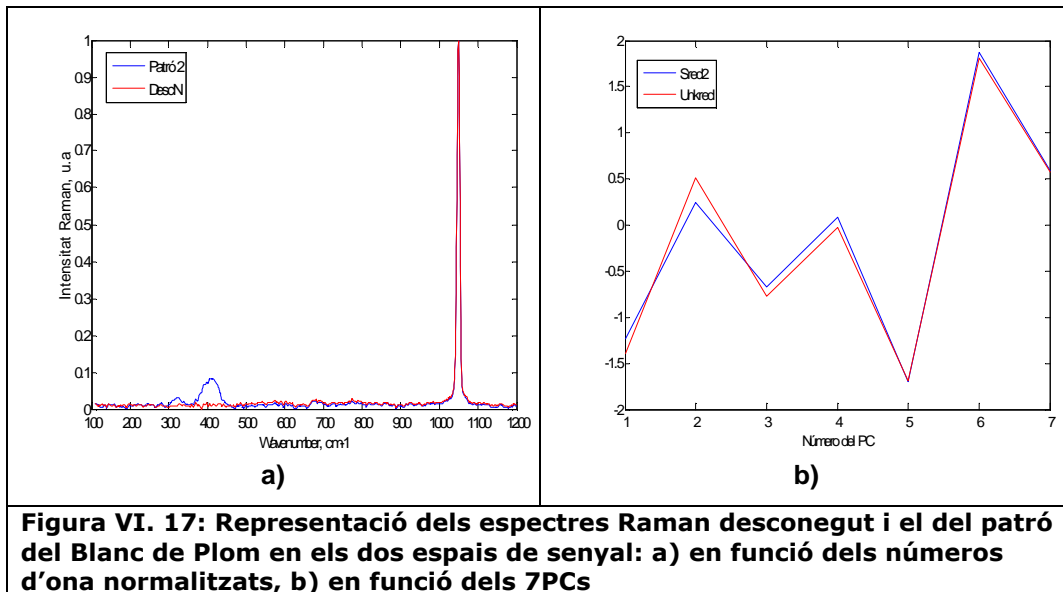 1
0.9
0.8
0.7
0.6
0.5
0.4
0.3
0.2
0.1
0
100 200 300 400 500 600 700 800 900 1000 1100 1200
Intensitat Raman, u.a
Wavenumber, cm-1
Patró 2
DescN
a)
2
1.5
1
0.5
0
-0.5
-1
-1.5
-2
1 2 3 4 5 6 7
Número del PC
Sred2
Unkred
b)
Figura VI. 17: Representació dels espectres Raman desconegut i el del patró
del Blanc de Plom en els dos espais de senyal: a) en funció dels números
d'ona normalitzats, b) en funció dels 7PCs